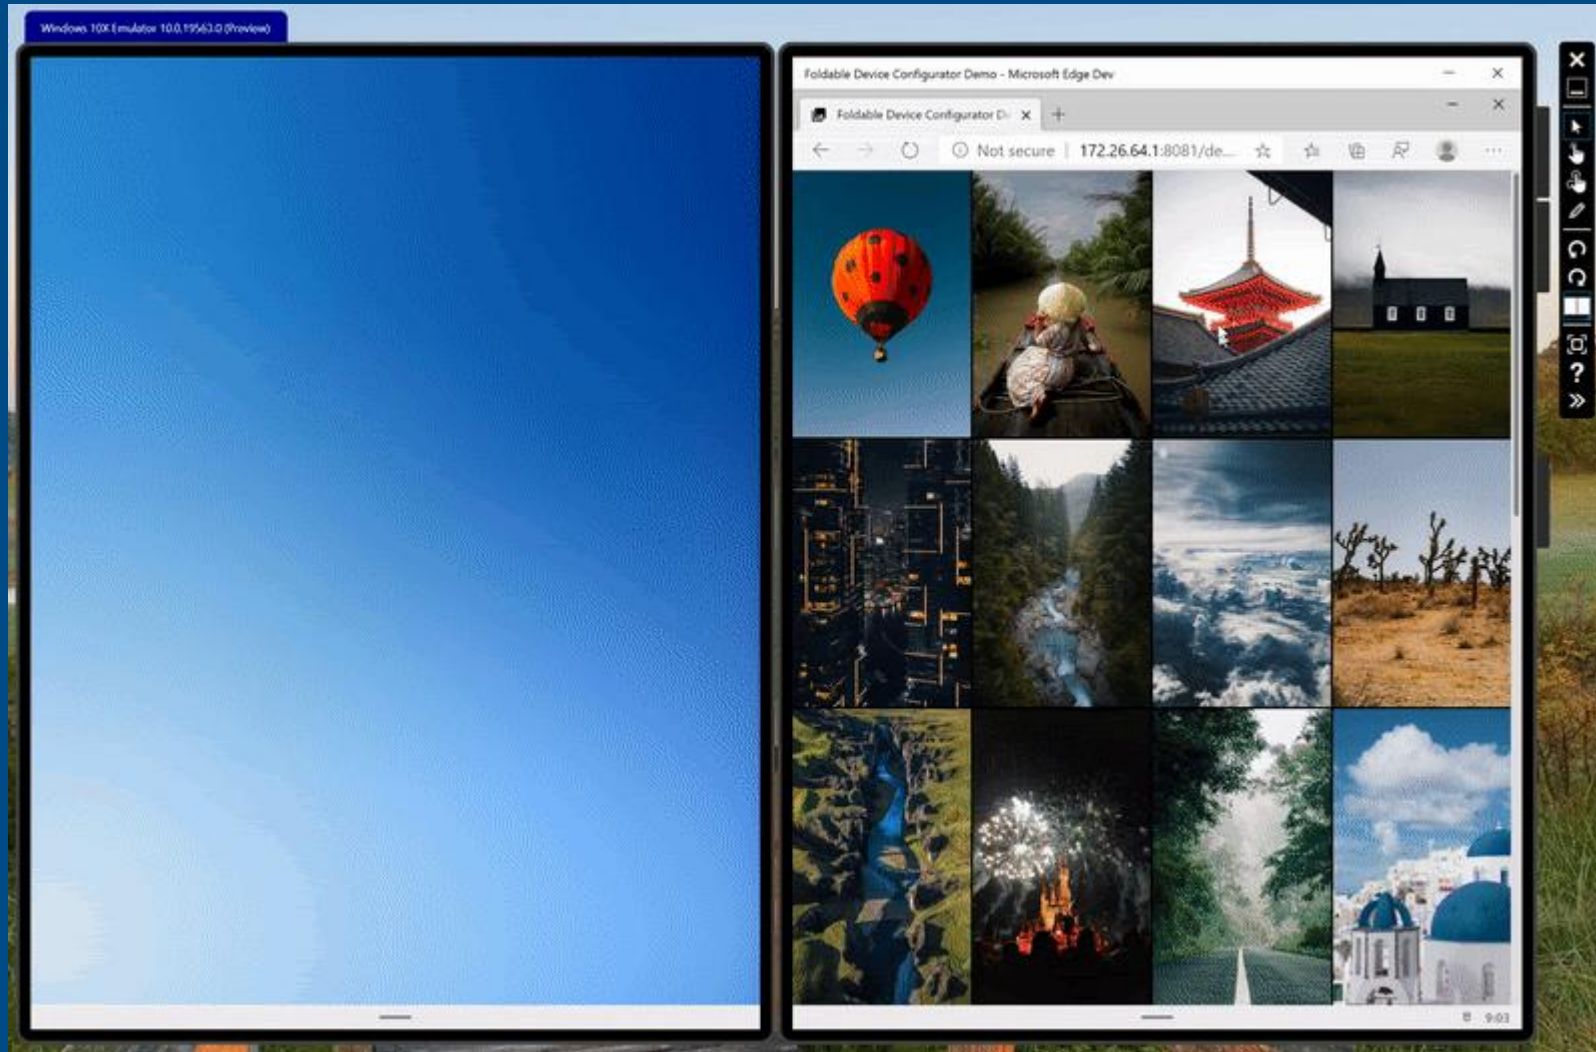 Windows 10X Emulator 10.0.19563.0 (Preview)
Foldable Device Configurator Demo - Microsoft Edge Dev
Foldable Device Configurator D
Not secure | 172.26.64.1:8081/de...
9:03